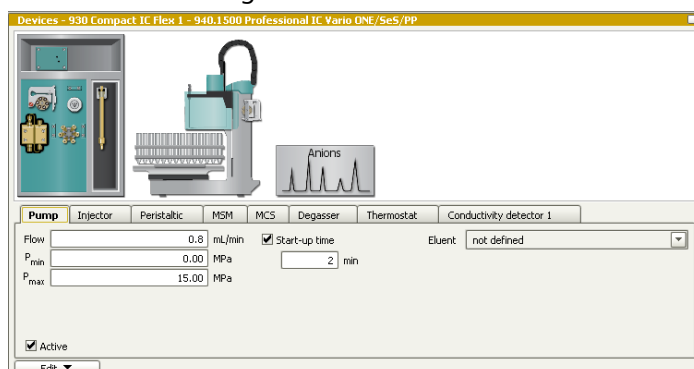 Devices - 930 Compact IC Flex 1 - 940.1500 Professional IC Vario ONE/SeS/PP
Anions
Pump Injector Peristaltic MSM MCS Degasser Thermostat Conductivity detector 1
Flow 0.8 mL/min Start-up time Eluent not defined
Pmin 0.00 MPa 2 min
Pmax 15.00 MPa
Active
Edit